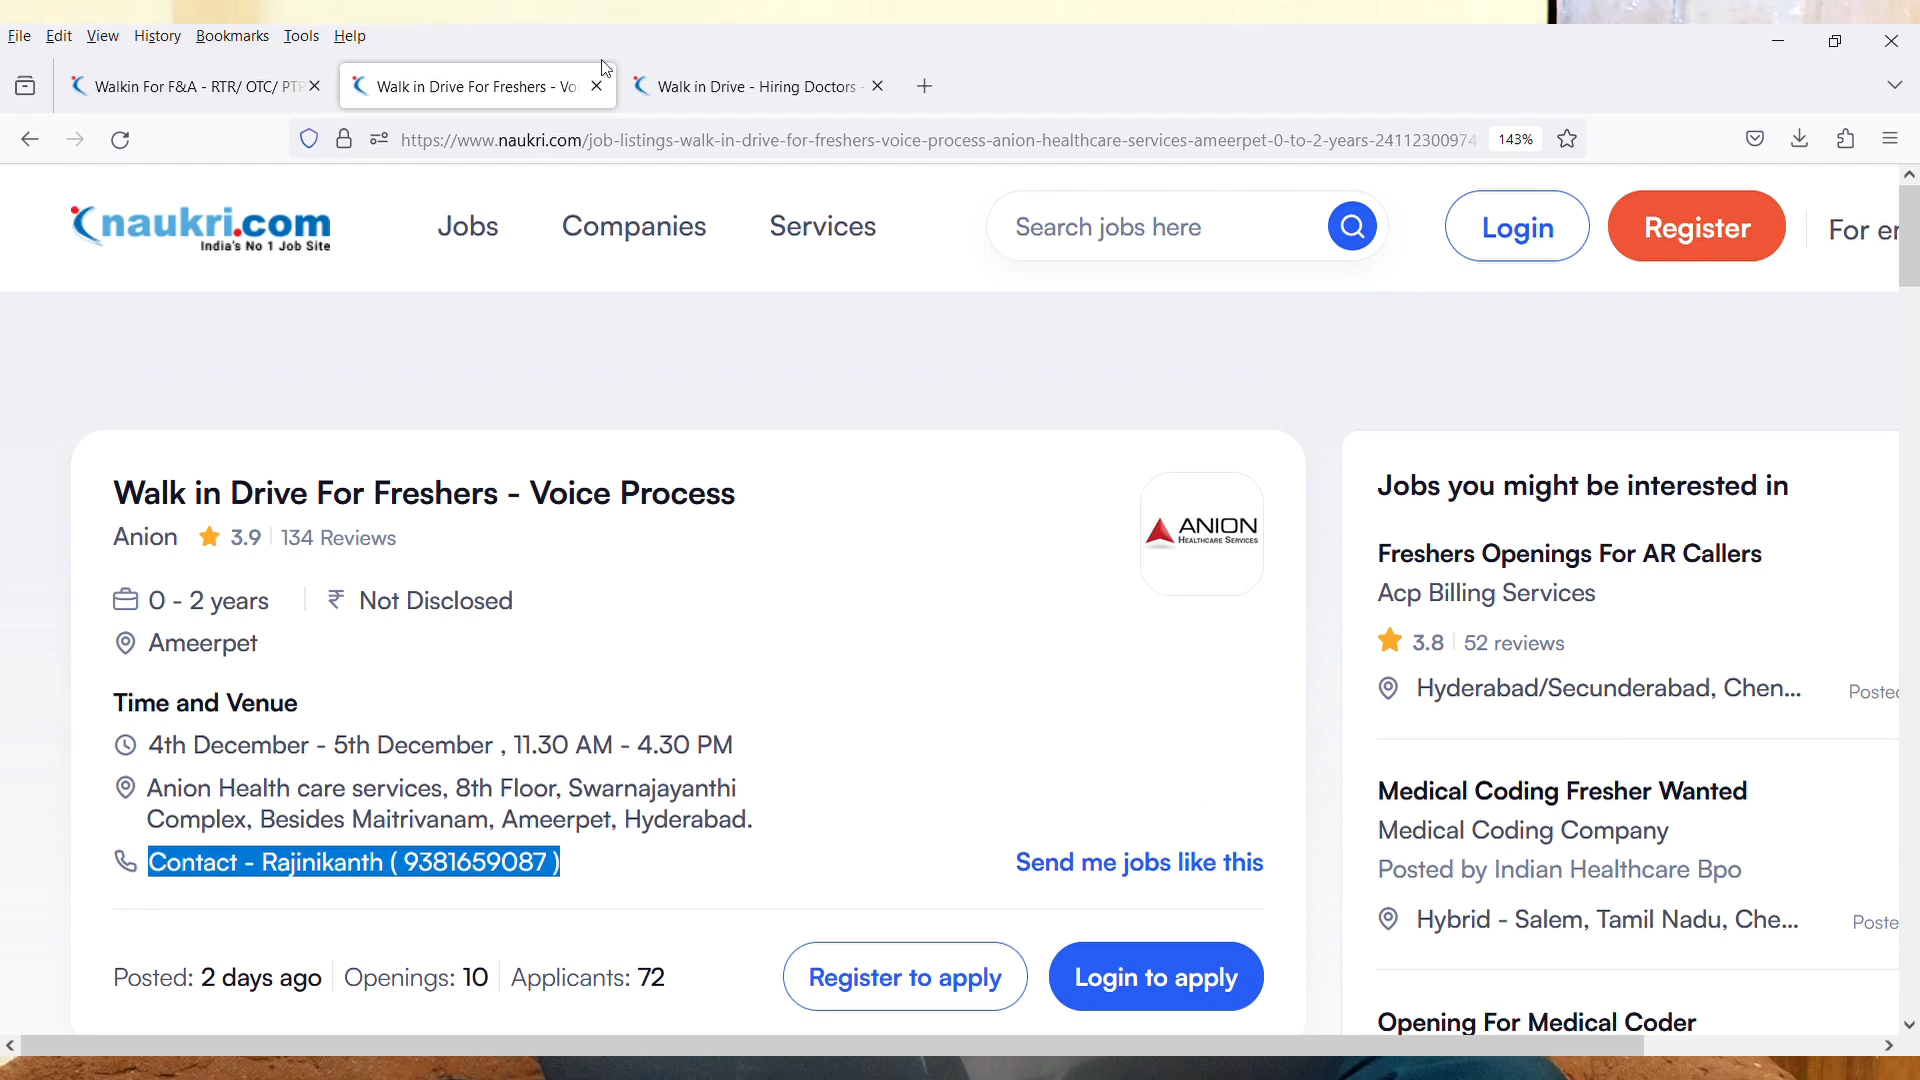 File Edit View History Bookmarks Tools Help
Walkin For F&A - RTR/ OTC/ PTP
Walk in Drive For Freshers - Vo
Walk in Drive - Hiring Doctors -
https://www.naukri.com/job-listings-walk-in-drive-for-freshers-voice-process-anion-healthcare-services-ameerpet-0-to-2-years-24112300974
143%
naukri.com
India's No 1 Job Site
Jobs
Companies
Services
Search jobs here
Login
Register
For er
Walk in Drive For Freshers - Voice Process
Anion 3.9 134 Reviews
ANION
HEALTHCARE SERVICES
0 - 2 years ₹ Not Disclosed
Ameerpet
Time and Venue
4th December - 5th December , 11.30 AM - 4.30 PM
Anion Health care services, 8th Floor, Swarnajayanthi
Complex, Besides Maitrivanam, Ameerpet, Hyderabad.
Contact - Rajinikanth ( 9381659087 )
Send me jobs like this
Posted: 2 days ago Openings: 10 Applicants: 72
Register to apply
Login to apply
Jobs you might be interested in
Freshers Openings For AR Callers
Acp Billing Services
3.8 52 reviews
Hyderabad/Secunderabad, Chen...
Posted
Medical Coding Fresher Wanted
Medical Coding Company
Posted by Indian Healthcare Bpo
Hybrid - Salem, Tamil Nadu, Che...
Poste
Opening For Medical Coder